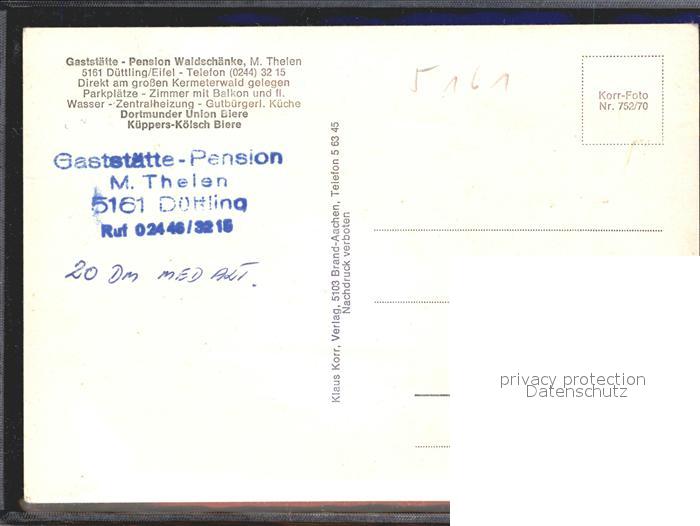 Gaststätte - Pension Waldschänke, M. Thelen
5161 Düttling/Eifel - Telefon (0244) 32 15
Direkt am großen Kermeterwald gelegen
Parkplätze - Zimmer mit Balkon und fl.
Wasser - Zentralheizung - Gutbürgerl. Küche
Dortmunder Union Biere
Küppers-Kölsch Biere
Gaststätte-Pension
M. Thelen
5161 Düttling
Ruf 02446/3215
20 DM
5161
Korr-Foto
Nr. 752/70
Klaus Korr, Verlag, 5103 Brand-Aachen, Telefon 5 63 45
Nachdruck verboten
privacy protection
Datenschutz